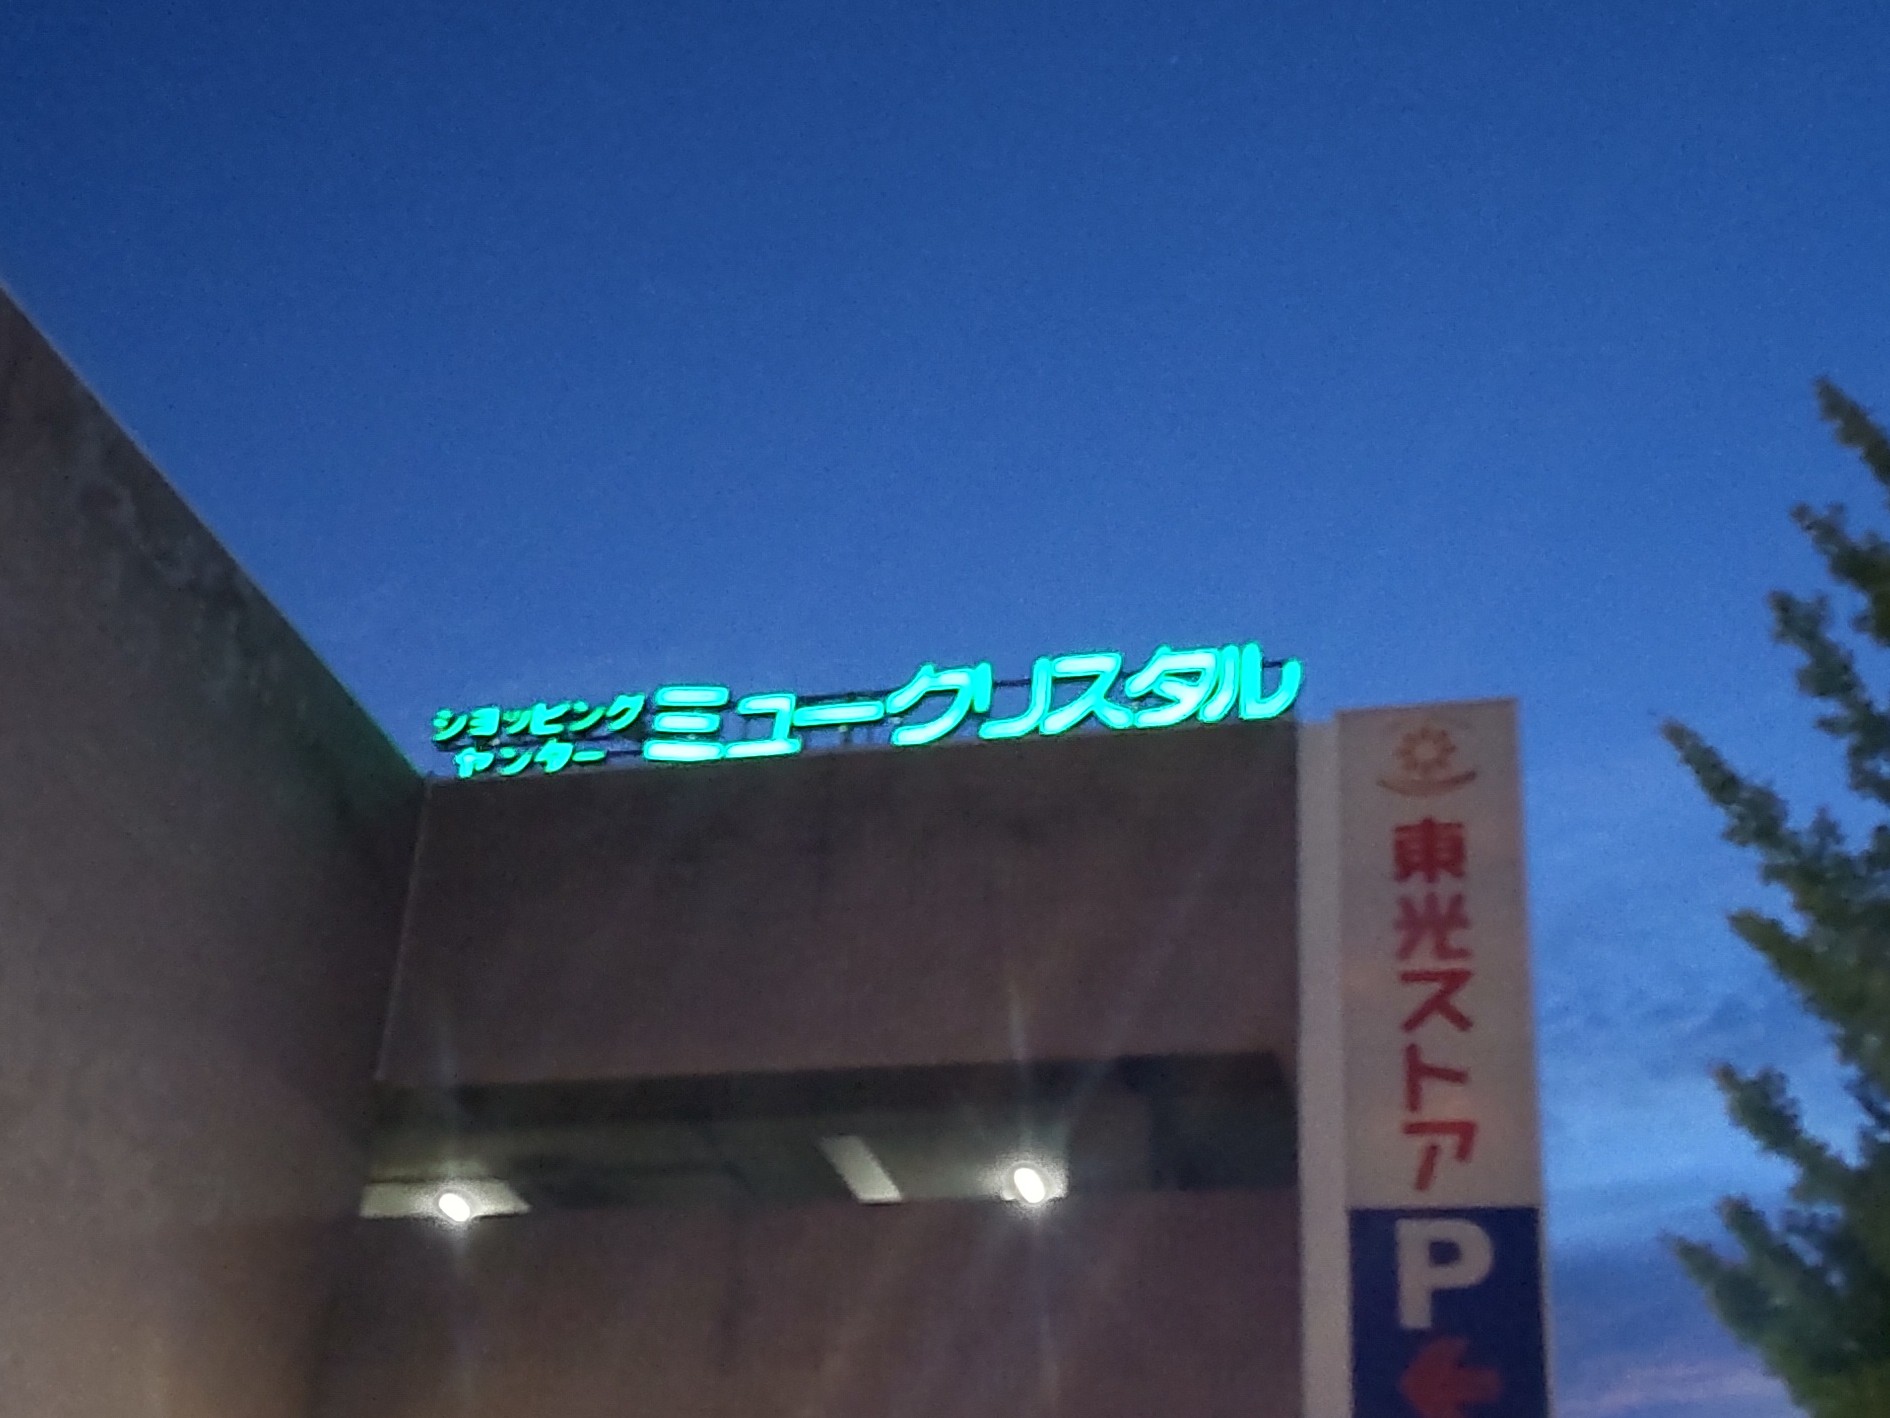 ショッピング
センター
ミュークリスタル
東光ストア
P